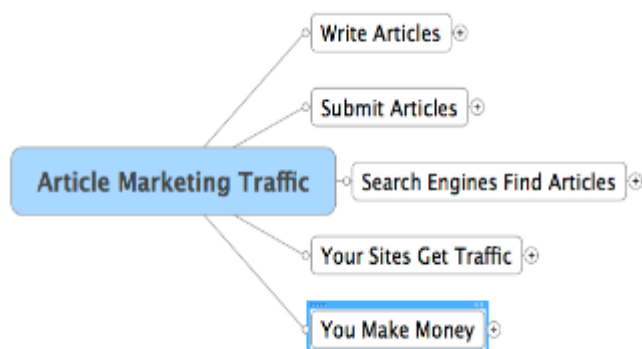 Write Articles
Submit Articles
Article Marketing Traffic
Search Engines Find Articles
Your Sites Get Traffic
You Make Money